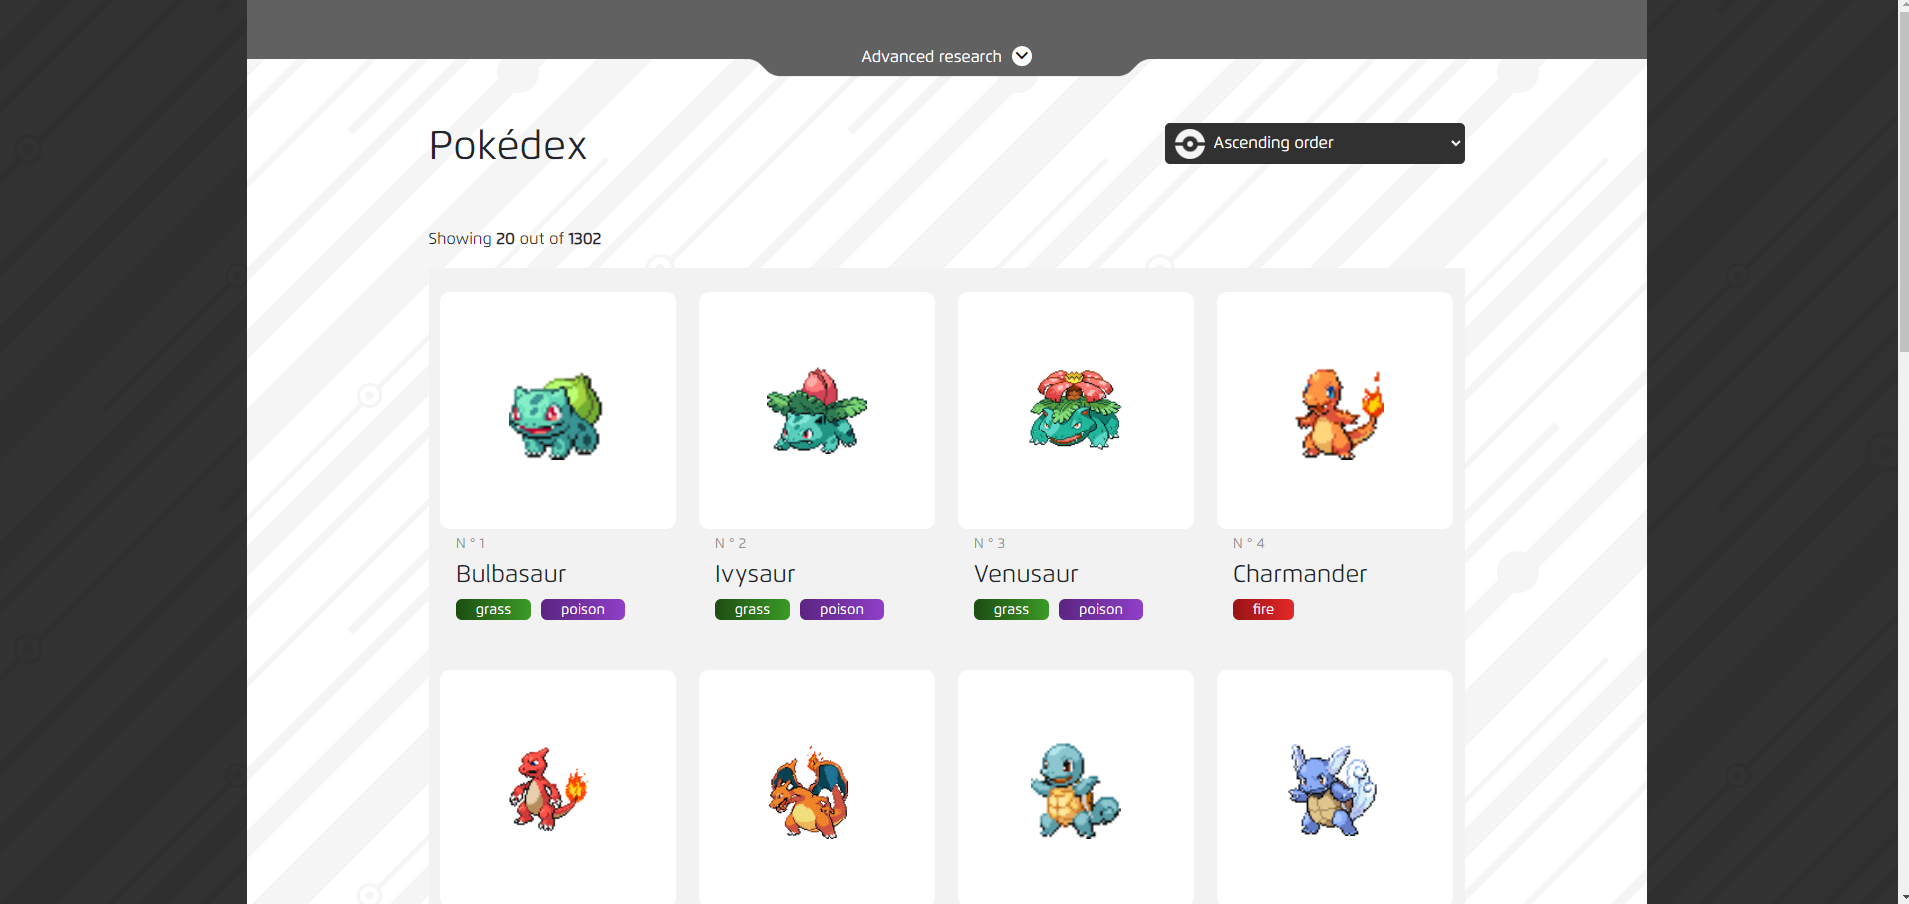 Advanced research
Pokédex
Ascending order
Showing 20 out of 1302
N ° 1
Bulbasaur
grass poison
N ° 2
Ivysaur
grass poison
N ° 3
Venusaur
grass poison
N ° 4
Charmander
fire